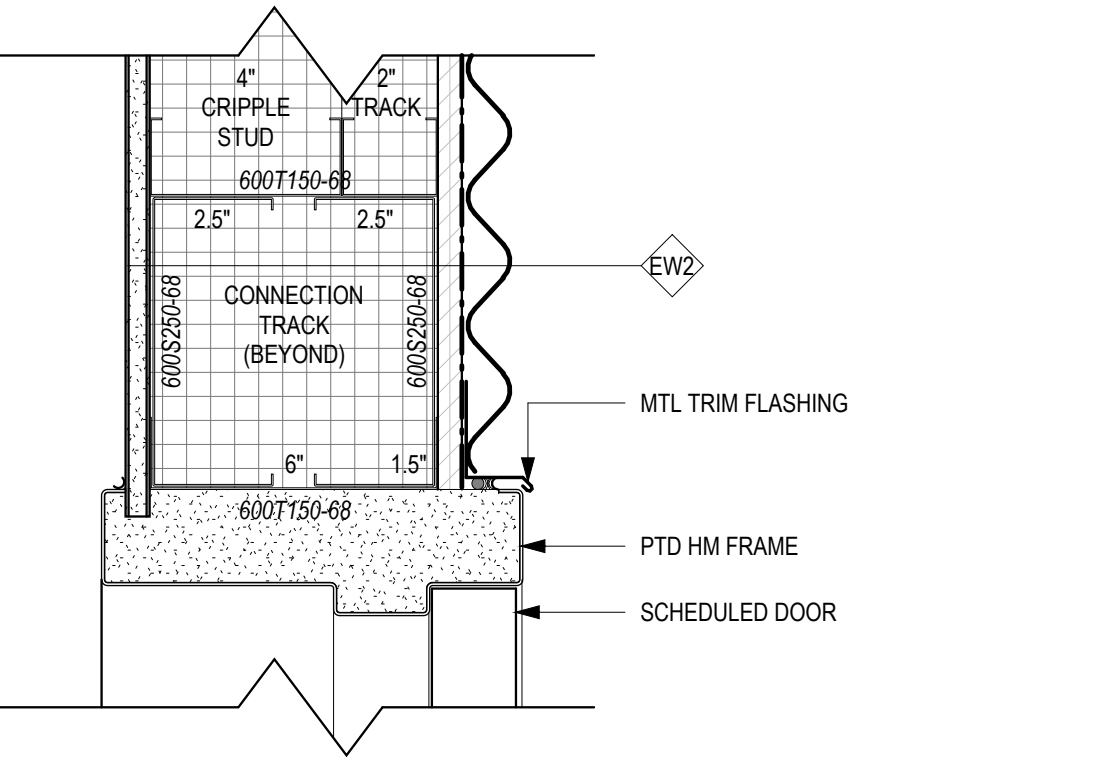 4"
CRIPPLE
STUD
2"
TRACK
600T150-68
2.5"
2.5"
EW2
CONNECTION
TRACK
(BEYOND)
600S250-68
600S250-68
MTL TRIM FLASHING
6"
1.5"
600T150-68
PTD HM FRAME
SCHEDULED DOOR